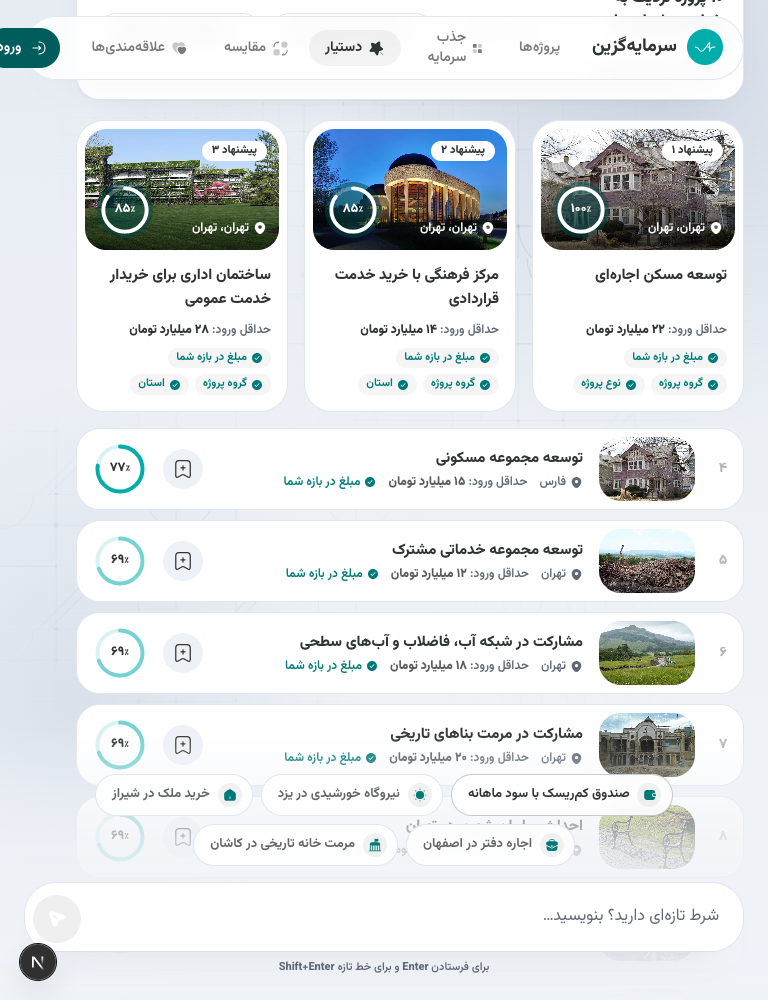 سرمایه‌گزین
پروژه‌ها
جذب
سرمایه
دستیار
مقایسه
علاقه‌مندی‌ها
ورود
پیشنهاد ۱
۱۰۰٪
تهران، تهران
توسعه مسکن اجاره‌ای
حداقل ورود: ۲۲ میلیارد تومان
مبلغ در بازه شما
گروه پروژه
نوع پروژه
پیشنهاد ۲
۸۵٪
تهران، تهران
مرکز فرهنگی با خرید خدمت
قراردادی
حداقل ورود: ۱۴ میلیارد تومان
مبلغ در بازه شما
گروه پروژه
استان
پیشنهاد ۳
۸۵٪
تهران، تهران
ساختمان اداری برای خریدار
خدمت عمومی
حداقل ورود: ۲۸ میلیارد تومان
مبلغ در بازه شما
گروه پروژه
استان
۴
توسعه مجموعه مسکونی
فارس حداقل ورود: ۱۵ میلیارد تومان مبلغ در بازه شما
۷۷٪
۵
توسعه مجموعه خدماتی مشترک
تهران حداقل ورود: ۱۲ میلیارد تومان مبلغ در بازه شما
۶۹٪
۶
مشارکت در شبکه آب، فاضلاب و آب‌های سطحی
تهران حداقل ورود: ۱۸ میلیارد تومان مبلغ در بازه شما
۶۹٪
۷
مشارکت در مرمت بناهای تاریخی
تهران حداقل ورود: ۲۰ میلیارد تومان مبلغ در بازه شما
۶۹٪
صندوق کم‌ریسک با سود ماهانه
نیروگاه خورشیدی در یزد
خرید ملک در شیراز
۸
۶۹٪
اجاره دفتر در اصفهان
مرمت خانه تاریخی در کاشان
شرط تازه‌ای دارید؟ بنویسید...
برای فرستادن Enter و برای خط تازه Shift+Enter
N